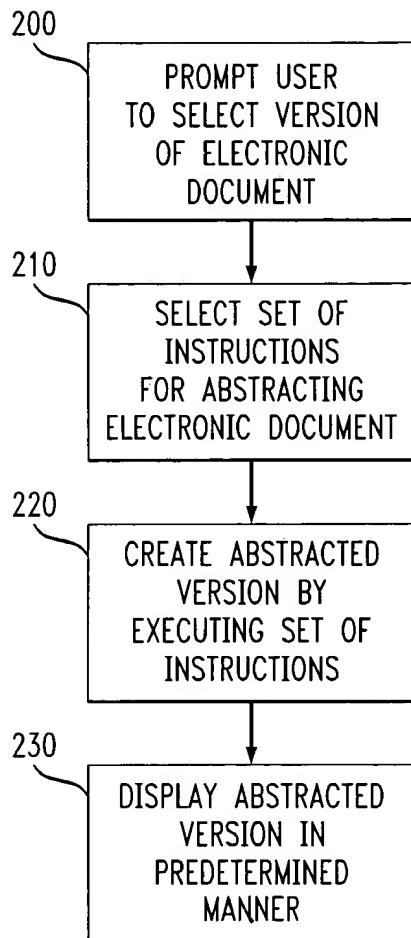 200
PROMPT USER
TO SELECT VERSION
OF ELECTRONIC
DOCUMENT
210
SELECT SET OF
INSTRUCTIONS
FOR ABSTRACTING
ELECTRONIC DOCUMENT
220
CREATE ABSTRACTED
VERSION BY
EXECUTING SET OF
INSTRUCTIONS
230
DISPLAY ABSTRACTED
VERSION IN
PREDETERMINED
MANNER